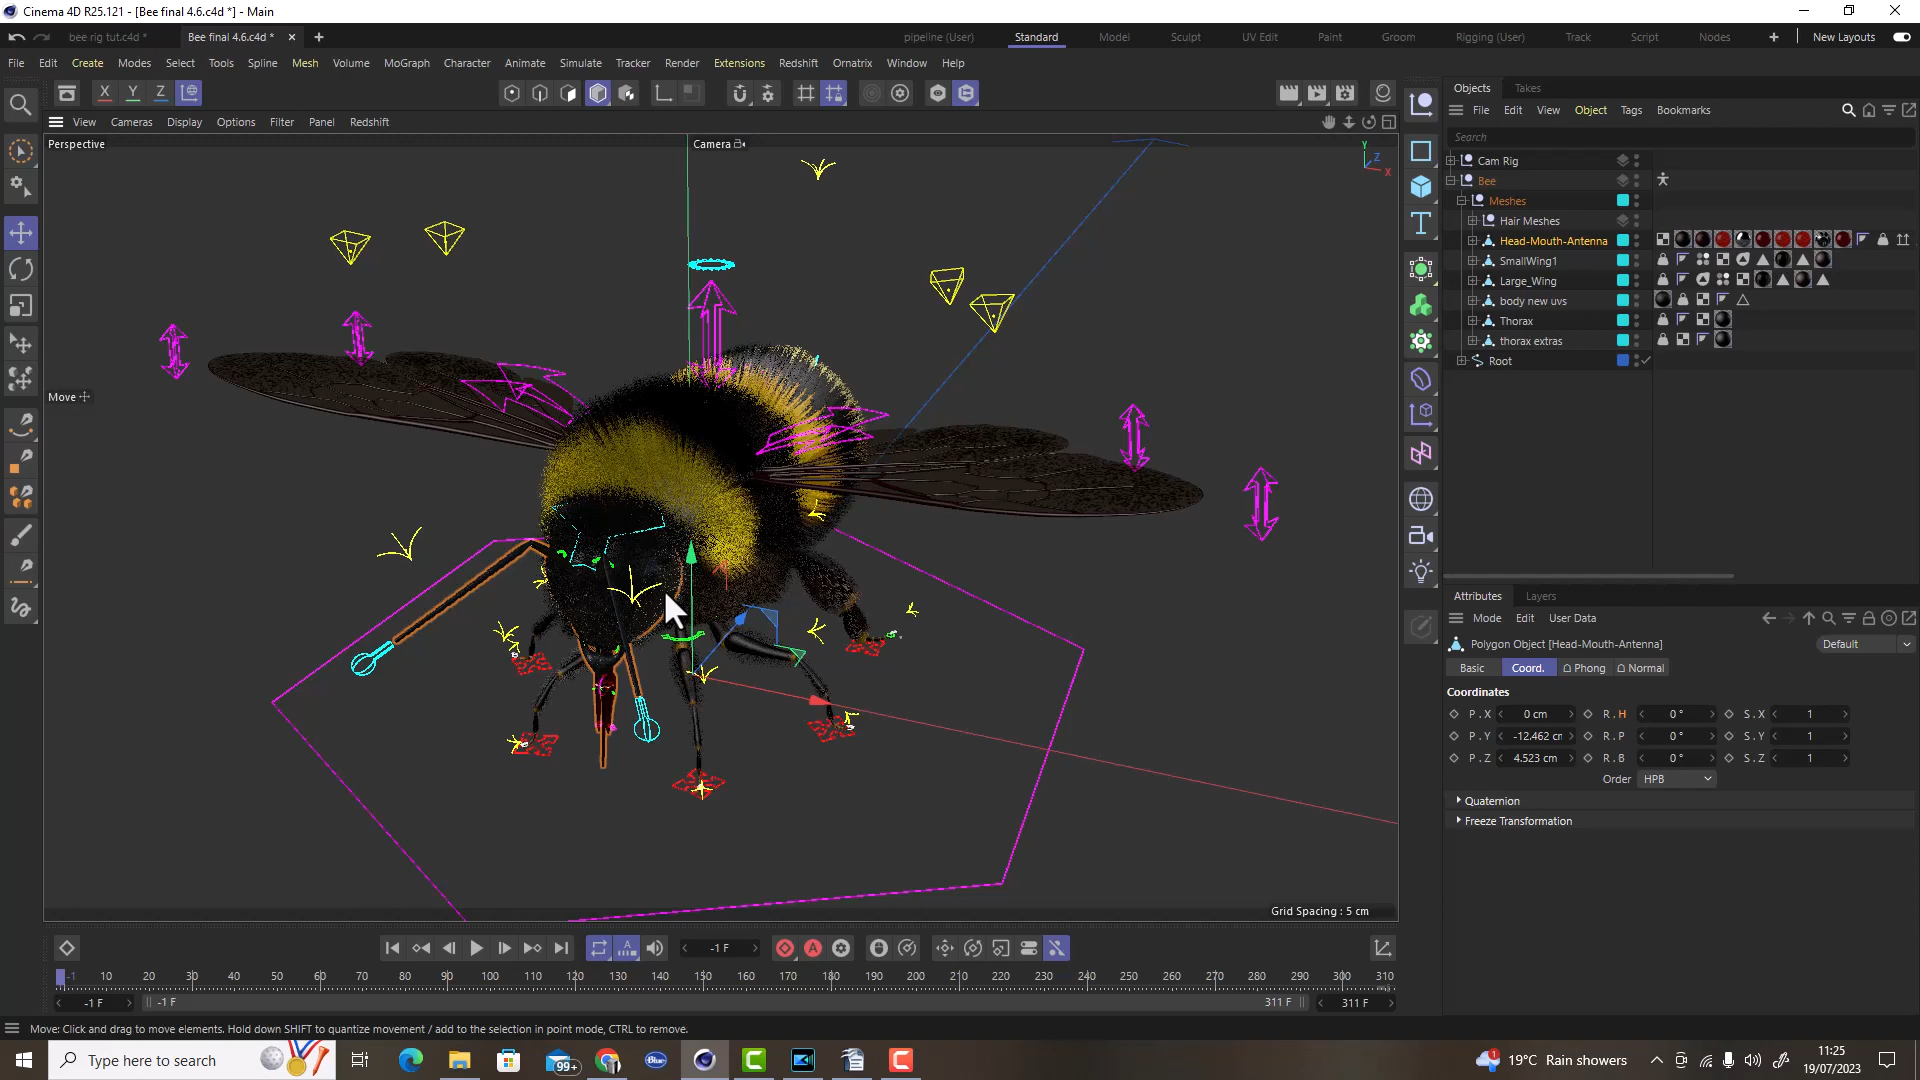 Cinema 4D R25.121 - [Bee final 4.6.c4d *] - Main
bee rig tut.c4d *
Bee final 4.6.c4d *
pipeline (User)
Standard
Model
Sculpt
UV Edit
Paint
Groom
Rigging (User)
Track
Script
Nodes
New Layouts
File Edit Create Modes Select Tools Spline Mesh Volume MoGraph Character Animate Simulate Tracker Render Extensions Redshift Ornatrix Window Help
X Y Z
View Cameras Display Options Filter Panel Redshift
Perspective
Camera
Y
Z
X
Move
Grid Spacing : 5 cm
Objects Takes
File Edit View Object Tags Bookmarks
Search
Cam Rig
Bee
Meshes
Hair Meshes
Head-Mouth-Antenna
SmallWing1
Large_Wing
body new uvs
Thorax
thorax extras
Root
Attributes Layers
Mode Edit User Data
Polygon Object [Head-Mouth-Antenna]
Default
Basic Coord. Phong Normal
Coordinates
P . X 0 cm R . H 0 ° S . X 1
P . Y -12.462 cm R . P 0 ° S . Y 1
P . Z 4.523 cm R . B 0 ° S . Z 1
Order HPB
Quaternion
Freeze Transformation
-1 F
-1 10 20 30 40 50 60 70 80 90 100 110 120 130 140 150 160 170 180 190 200 210 220 230 240 250 260 270 280 290 300 310
-1 F
-1 F
311 F
311 F
Move: Click and drag to move elements. Hold down SHIFT to quantize movement / add to the selection in point mode, CTRL to remove.
Type here to search
99+
Blue
19°C Rain showers
11:25
19/07/2023